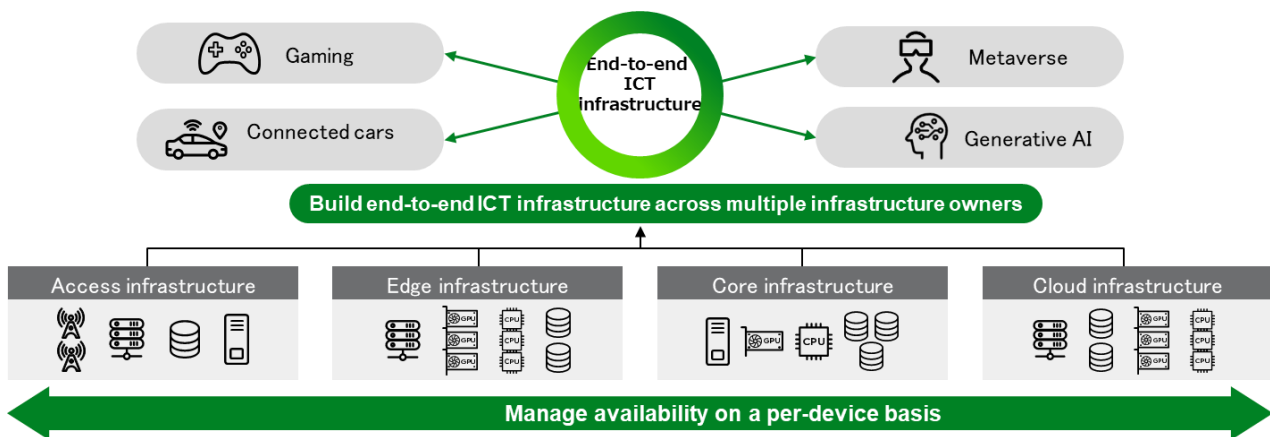 Gaming
End-to-end
ICT
infrastructure
Metaverse
Connected cars
Generative AI
Build end-to-end ICT infrastructure across multiple infrastructure owners
Access infrastructure
Edge infrastructure
Core infrastructure
Cloud infrastructure
GPU
GPU
GPU
CPU
CPU
CPU
GPU
CPU
GPU
GPU
GPU
CPU
CPU
CPU
Manage availability on a per-device basis